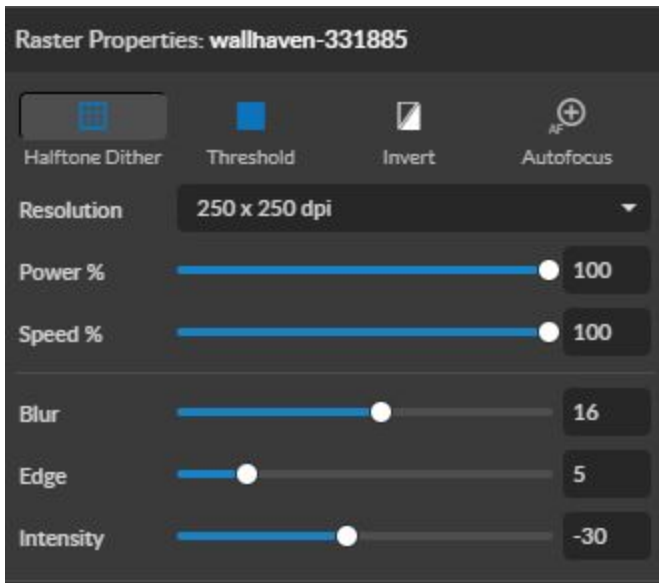 Raster Properties: wallhaven-331885
AF
Halftone Dither Threshold Invert Autofocus
Resolution 250 x 250 dpi
Power % 100
Speed % 100
Blur 16
Edge 5
Intensity -30